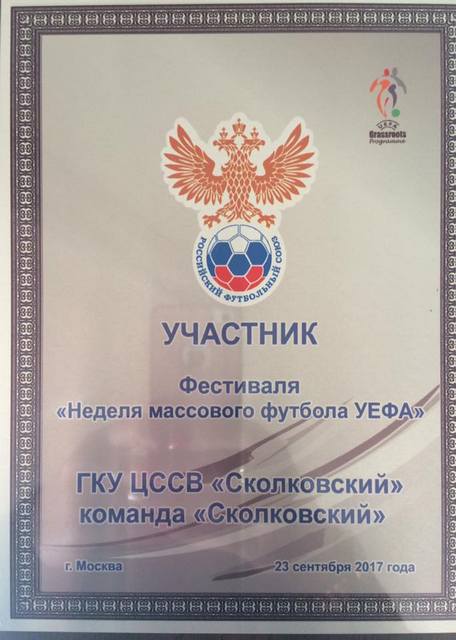 UEFA
Grassroots
Programme
РОССИЙСКИЙ ФУТБОЛЬНЫЙ СОЮЗ
УЧАСТНИК
Фестиваля
«Неделя массового футбола УЕФА»
ГКУ ЦССВ «Сколковский»
команда «Сколковский»
г. Москва 23 сентября 2017 года